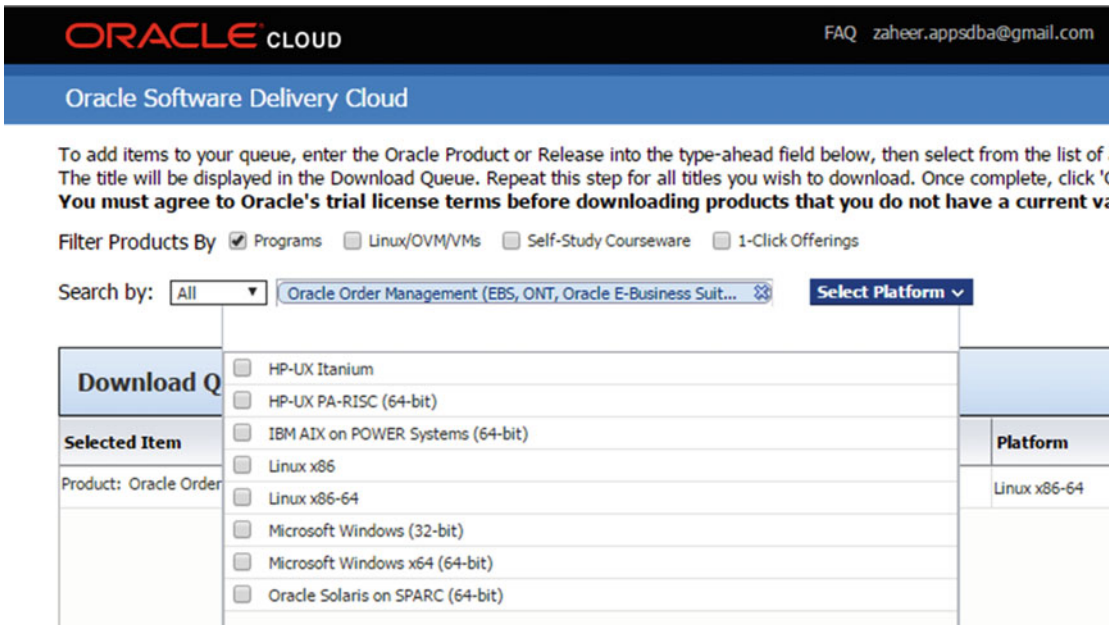 ORACLE CLOUD
FAQ zaheer.appsdba@gmail.com
Oracle Software Delivery Cloud
To add items to your queue, enter the Oracle Product or Release into the type-ahead field below, then select from the list of
The title will be displayed in the Download Queue. Repeat this step for all titles you wish to download. Once complete, click
You must agree to Oracle's trial license terms before downloading products that you do not have a current
Filter Products By Programs Linux/OVM/VMs Self-Study Courseware 1-Click Offerings
Search by: All Oracle Order Management (EBS, ONT, Oracle E-Business Suit... Select Platform
HP-UX Itanium
Download Q
HP-UX PA-RISC (64-bit)
IBM AIX on POWER Systems (64-bit)
Selected Item Platform
Linux x86
Product: Oracle Order Linux x86-64
Linux x86-64
Microsoft Windows (32-bit)
Microsoft Windows x64 (64-bit)
Oracle Solaris on SPARC (64-bit)